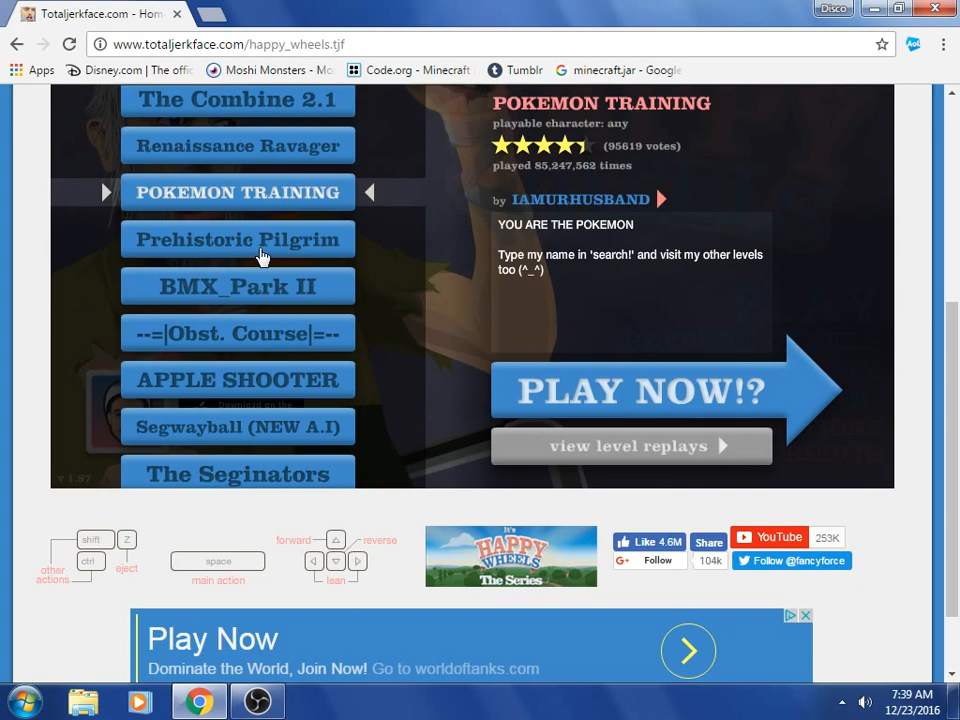 Totaljerkface.com - Hom
Disco
www.totaljerkface.com/happy_wheels.tjf
Apps
Disney.com | The offic
Moshi Monsters - Mo
Code.org - Minecraft
Tumblr
minecraft.jar - Google
The Combine 2.1
Renaissance Ravager
POKEMON TRAINING
Prehistoric Pilgrim
BMX_Park II
--=|Obst. Course|=--
APPLE SHOOTER
Segwayball (NEW A.I)
The Seginators
v 1.87
POKEMON TRAINING
playable character: any
(95619 votes)
played 85,247,562 times
by IAMURHUSBAND
YOU ARE THE POKEMON
Type my name in 'search!' and visit my other levels
too (^_^)
PLAY NOW!?
view level replays
Download on the
shift
Z
ctrl
eject
other
actions
space
main action
forward
reverse
lean
It's
HAPPY
WHEELS
The Series
Like 4.6M
Share
YouTube
253K
G+ Follow
104k
Follow @fancyforce
Play Now
Dominate the World, Join Now! Go to worldoftanks.com
7:39 AM
12/23/2016